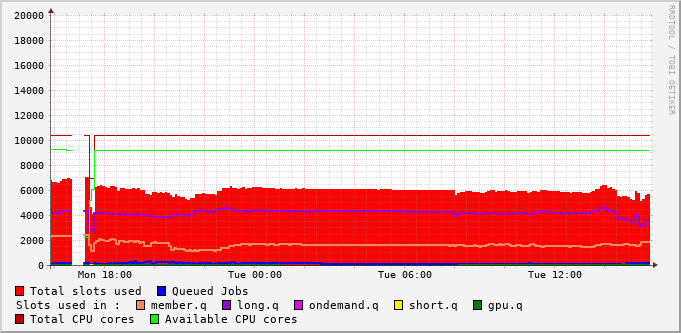 RRDTOOL / TOBI OETIKER
20000
18000
16000
14000
12000
10000
8000
6000
4000
2000
0
Mon 18:00 Tue 00:00 Tue 06:00 Tue 12:00
Total slots used Queued Jobs
Slots used in : member.q long.q ondemand.q short.q gpu.q
Total CPU cores Available CPU cores